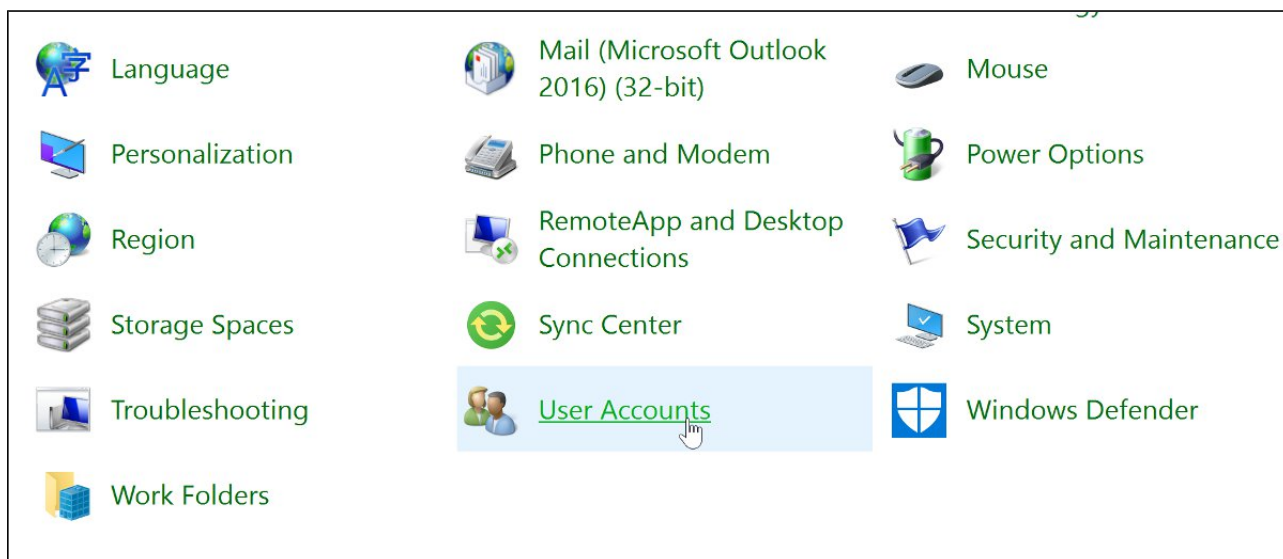 Language
Mail (Microsoft Outlook
2016) (32-bit)
Mouse
Personalization
Phone and Modem
Power Options
Region
RemoteApp and Desktop
Connections
Security and Maintenance
Storage Spaces
Sync Center
System
Troubleshooting
User Accounts
Windows Defender
Work Folders